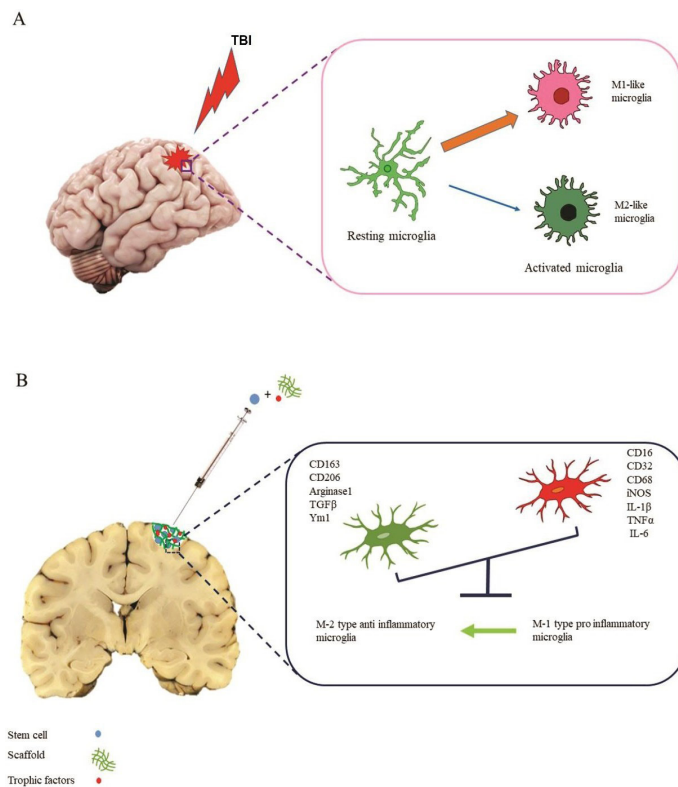 A
TBI
M1-like
microglia
M2-like
microglia
Resting microglia
Activated microglia
B
+
CD163
CD206
Arginase1
TGFβ
Ym1
CD16
CD32
CD68
iNOS
IL-1β
TNFα
IL-6
M-2 type anti inflammatory
microglia
M-1 type pro inflammatory
microglia
Stem cell
Scaffold
Trophic factors